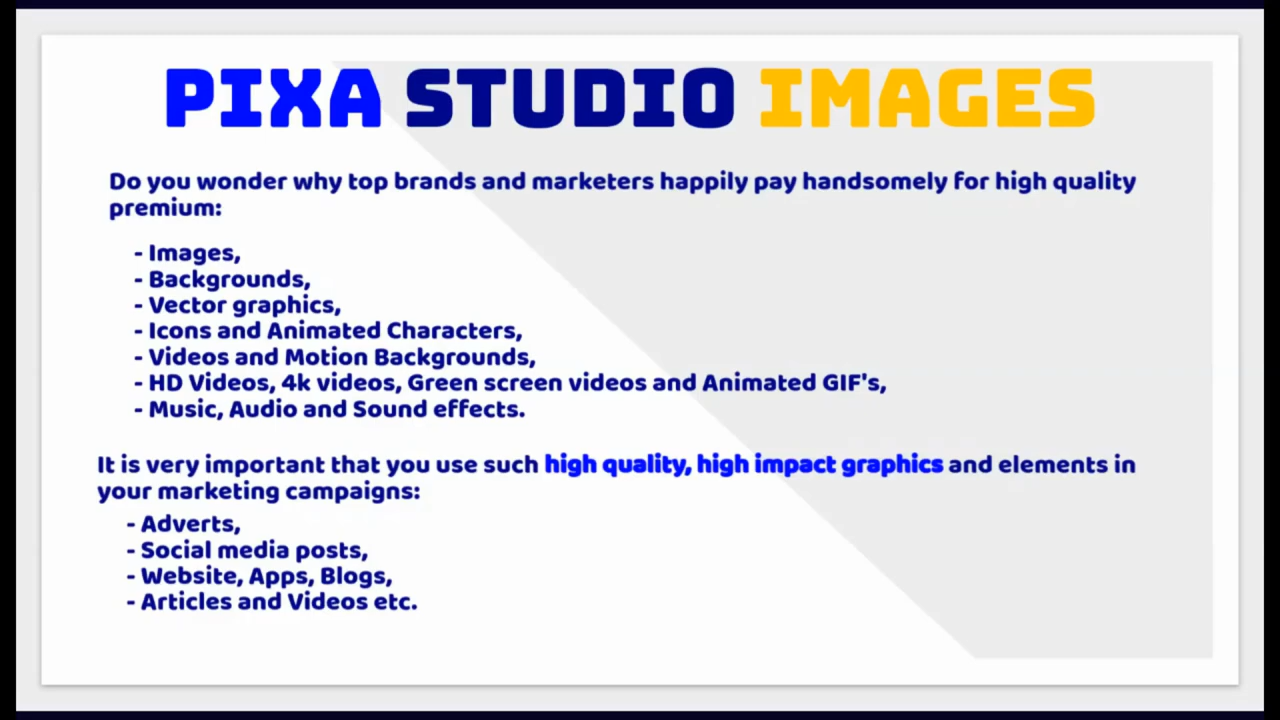 PIXA STUDIO IMAGES
Do you wonder why top brands and marketers happily pay handsomely for high quality
premium:
- Images,
- Backgrounds,
- Vector graphics,
- Icons and Animated Characters,
- Videos and Motion Backgrounds,
- HD Videos, 4k videos, Green screen videos and Animated GIF's,
- Music, Audio and Sound effects.
It is very important that you use such high quality, high impact graphics and elements in
your marketing campaigns:
- Adverts,
- Social media posts,
- Website, Apps, Blogs,
- Articles and Videos etc.